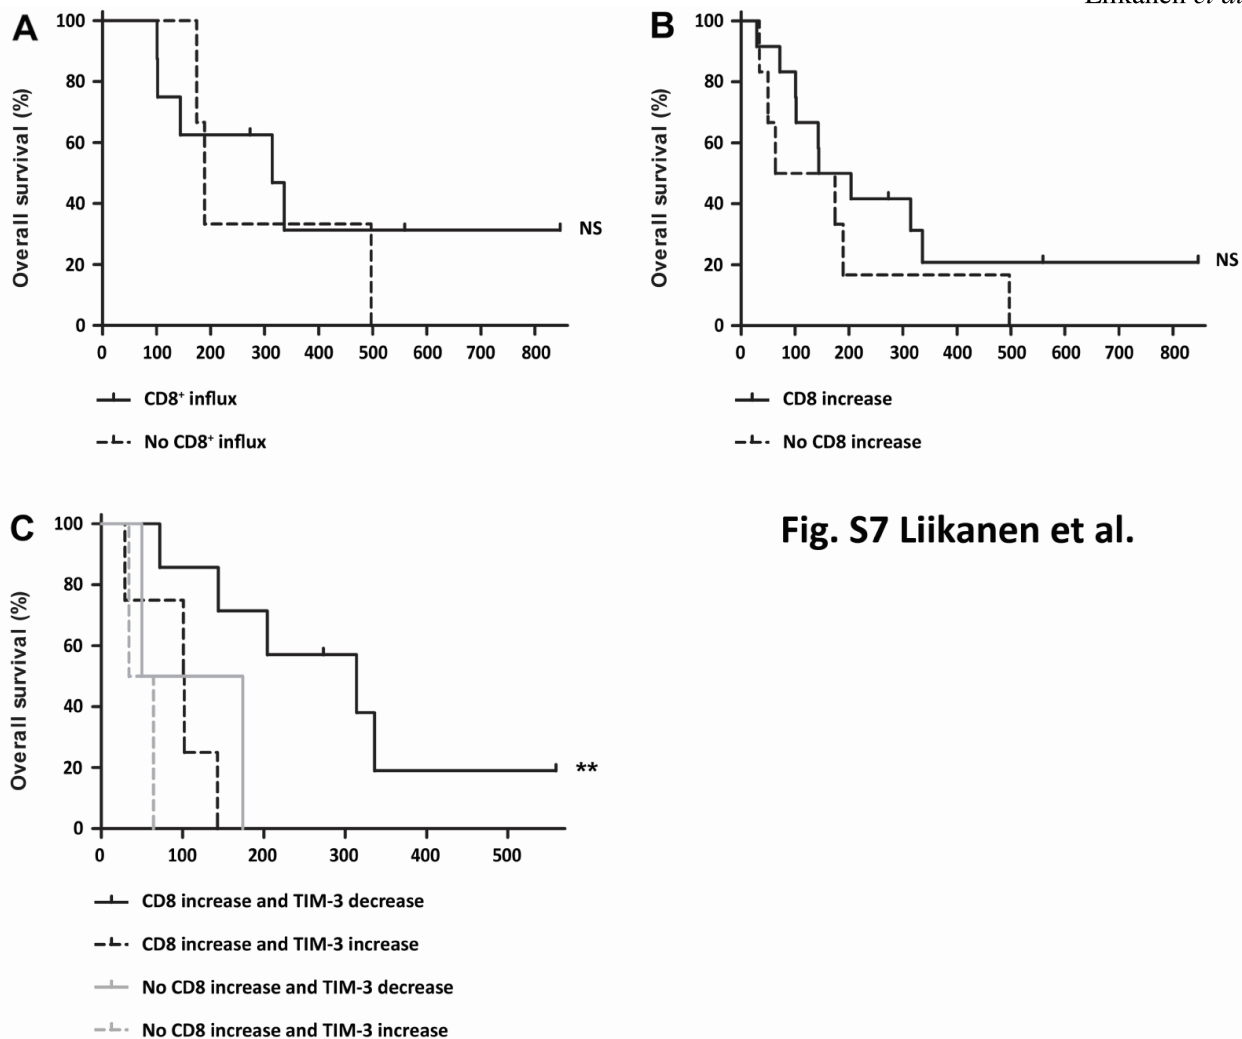 Liikanen et al
A
Overall survival (%)
100
80
60
40
20
0
0 100 200 300 400 500 600 700 800
NS
CD8⁺ influx
No CD8⁺ influx
B
Overall survival (%)
100
80
60
40
20
0
0 100 200 300 400 500 600 700 800
NS
CD8 increase
No CD8 increase
C
Overall survival (%)
100
80
60
40
20
0
0 100 200 300 400 500
**
CD8 increase and TIM-3 decrease
CD8 increase and TIM-3 increase
No CD8 increase and TIM-3 decrease
No CD8 increase and TIM-3 increase
Fig. S7 Liikanen et al.